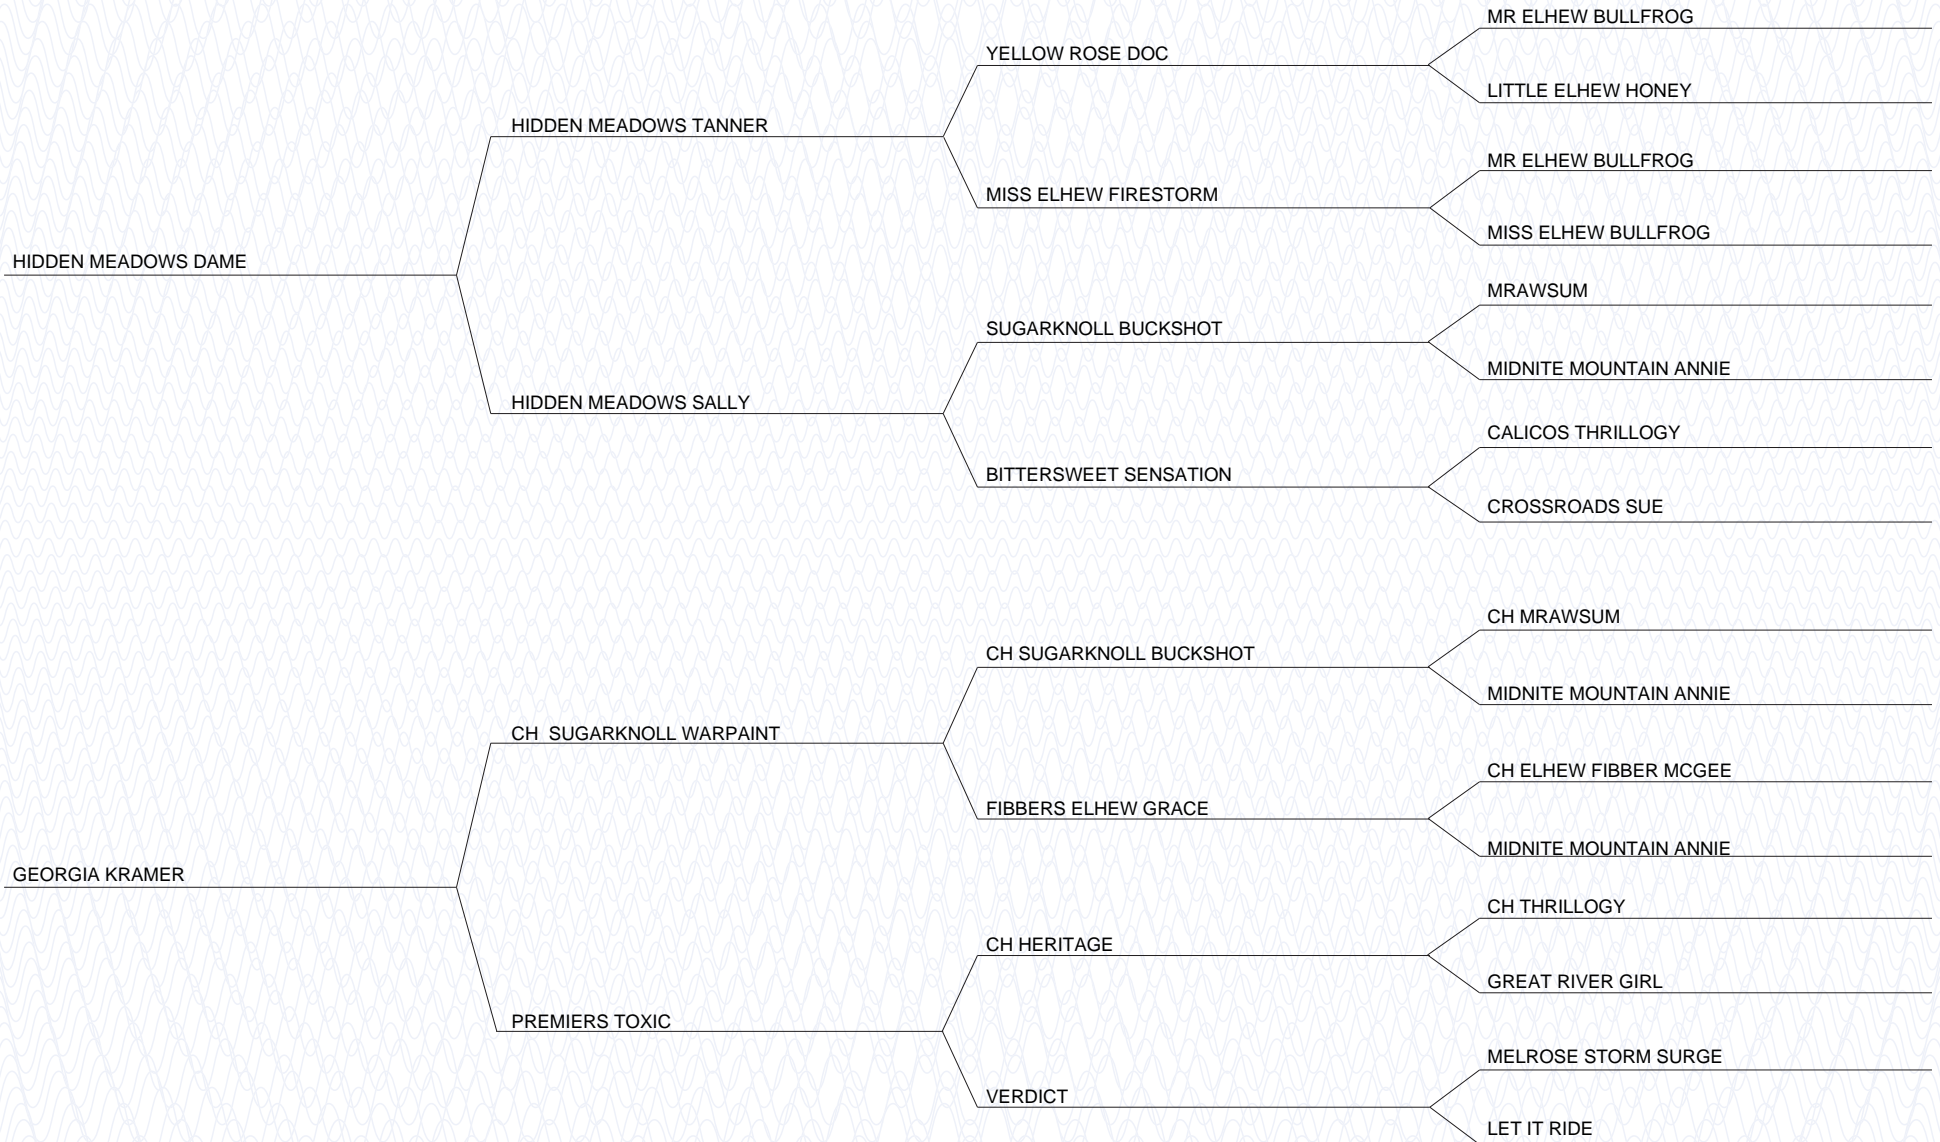 MR ELHEW BULLFROG
YELLOW ROSE DOC
LITTLE ELHEW HONEY
HIDDEN MEADOWS TANNER
MR ELHEW BULLFROG
MISS ELHEW FIRESTORM
MISS ELHEW BULLFROG
HIDDEN MEADOWS DAME
MRAWSUM
SUGARKNOLL BUCKSHOT
MIDNITE MOUNTAIN ANNIE
HIDDEN MEADOWS SALLY
CALICOS THRILLOGY
BITTERSWEET SENSATION
CROSSROADS SUE
CH MRAWSUM
CH SUGARKNOLL BUCKSHOT
MIDNITE MOUNTAIN ANNIE
CH  SUGARKNOLL WARPAINT
CH ELHEW FIBBER MCGEE
FIBBERS ELHEW GRACE
MIDNITE MOUNTAIN ANNIE
GEORGIA KRAMER
CH THRILLOGY
CH HERITAGE
GREAT RIVER GIRL
PREMIERS TOXIC
MELROSE STORM SURGE
VERDICT
LET IT RIDE